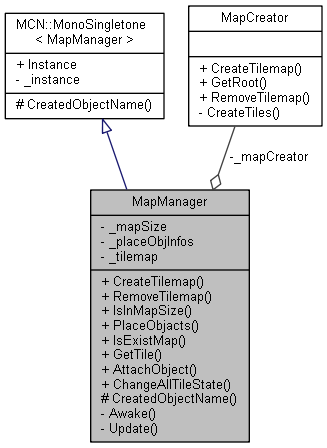 MCN::MonoSingletone
< MapManager >
+ Instance
- _instance
# CreatedObjectName()
MapCreator
+ CreateTilemap()
+ GetRoot()
+ RemoveTilemap()
- CreateTiles()
-_mapCreator
MapManager
- _mapSize
- _placeObjInfos
- _tilemap
+ CreateTilemap()
+ RemoveTilemap()
+ IsInMapSize()
+ PlaceObjacts()
+ IsExistMap()
+ GetTile()
+ AttachObject()
+ ChangeAllTileState()
# CreatedObjectName()
- Awake()
- Update()